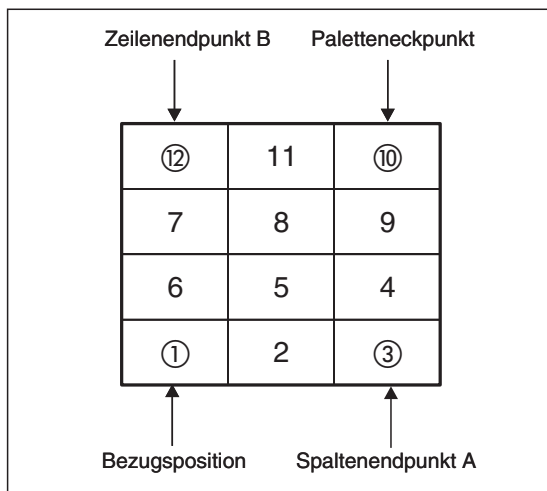 Zeilenendpunkt B Paletteneckpunkt
⑫ 11 ⑩
7 8 9
6 5 4
① 2 ③
Bezugsposition Spaltenendpunkt A